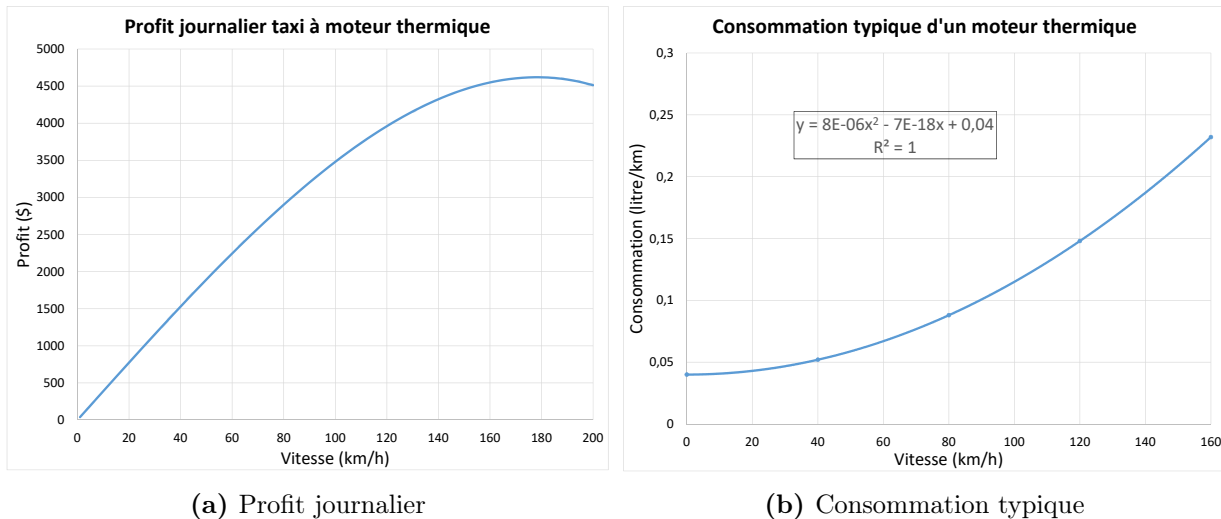 Profit journalier taxi à moteur thermique
5000
4500
4000
3500
3000
2500
2000
1500
1000
500
0
Profit ($)
0 20 40 60 80 100 120 140 160 180 200
Vitesse (km/h)
(a) Profit journalier
Consommation typique d'un moteur thermique
0,3
0,25
0,2
0,15
0,1
0,05
0
Consommation (litre/km)
y = 8E-06x² - 7E-18x + 0,04
R² = 1
0 20 40 60 80 100 120 140 160
Vitesse (km/h)
(b) Consommation typique